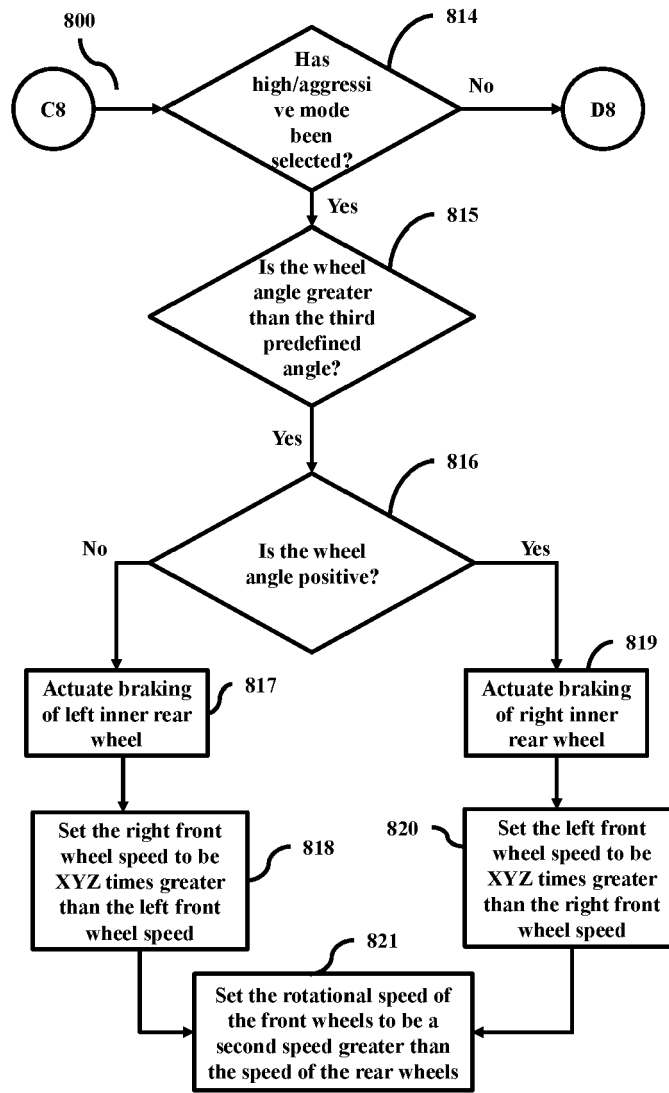 800
814
C8
Has
high/aggressi
ve mode
been
selected?
No
D8
Yes
815
Is the wheel
angle greater
than the third
predefined
angle?
Yes
816
No
Is the wheel
angle positive?
Yes
Actuate braking
of left inner rear
wheel
817
819
Actuate braking
of right inner
rear wheel
Set the right front
wheel speed to be
XYZ times greater
than the left front
wheel speed
818
820
Set the left front
wheel speed to be
XYZ times greater
than the right front
wheel speed
821
Set the rotational speed of
the front wheels to be a
second speed greater than
the speed of the rear wheels